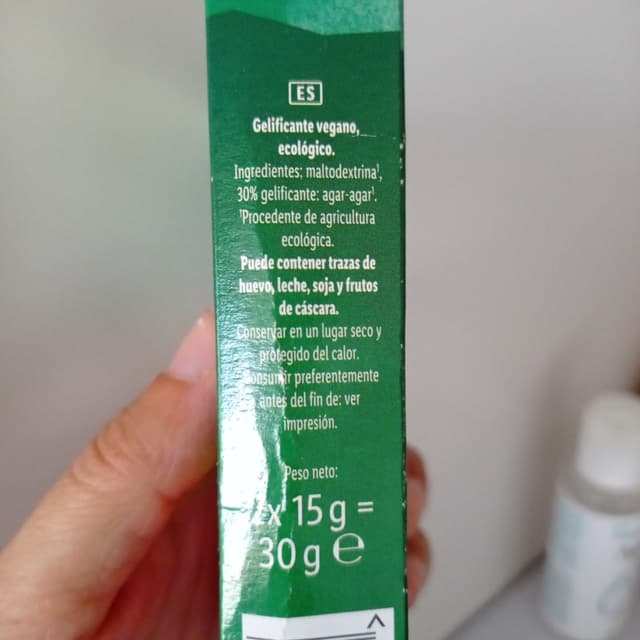 ES
Gelificante vegano,
ecológico.
Ingredientes: maltodextrina¹,
30% gelificante: agar-agar¹.
¹Procedente de agricultura
ecológica.
Puede contener trazas de
huevo, leche, soja y frutos
de cáscara.
Conservar en un lugar seco y
protegido del calor.
Consumir preferentemente
antes del fin de: ver
impresión.
Peso neto:
2x 15 g =
30 g ℮